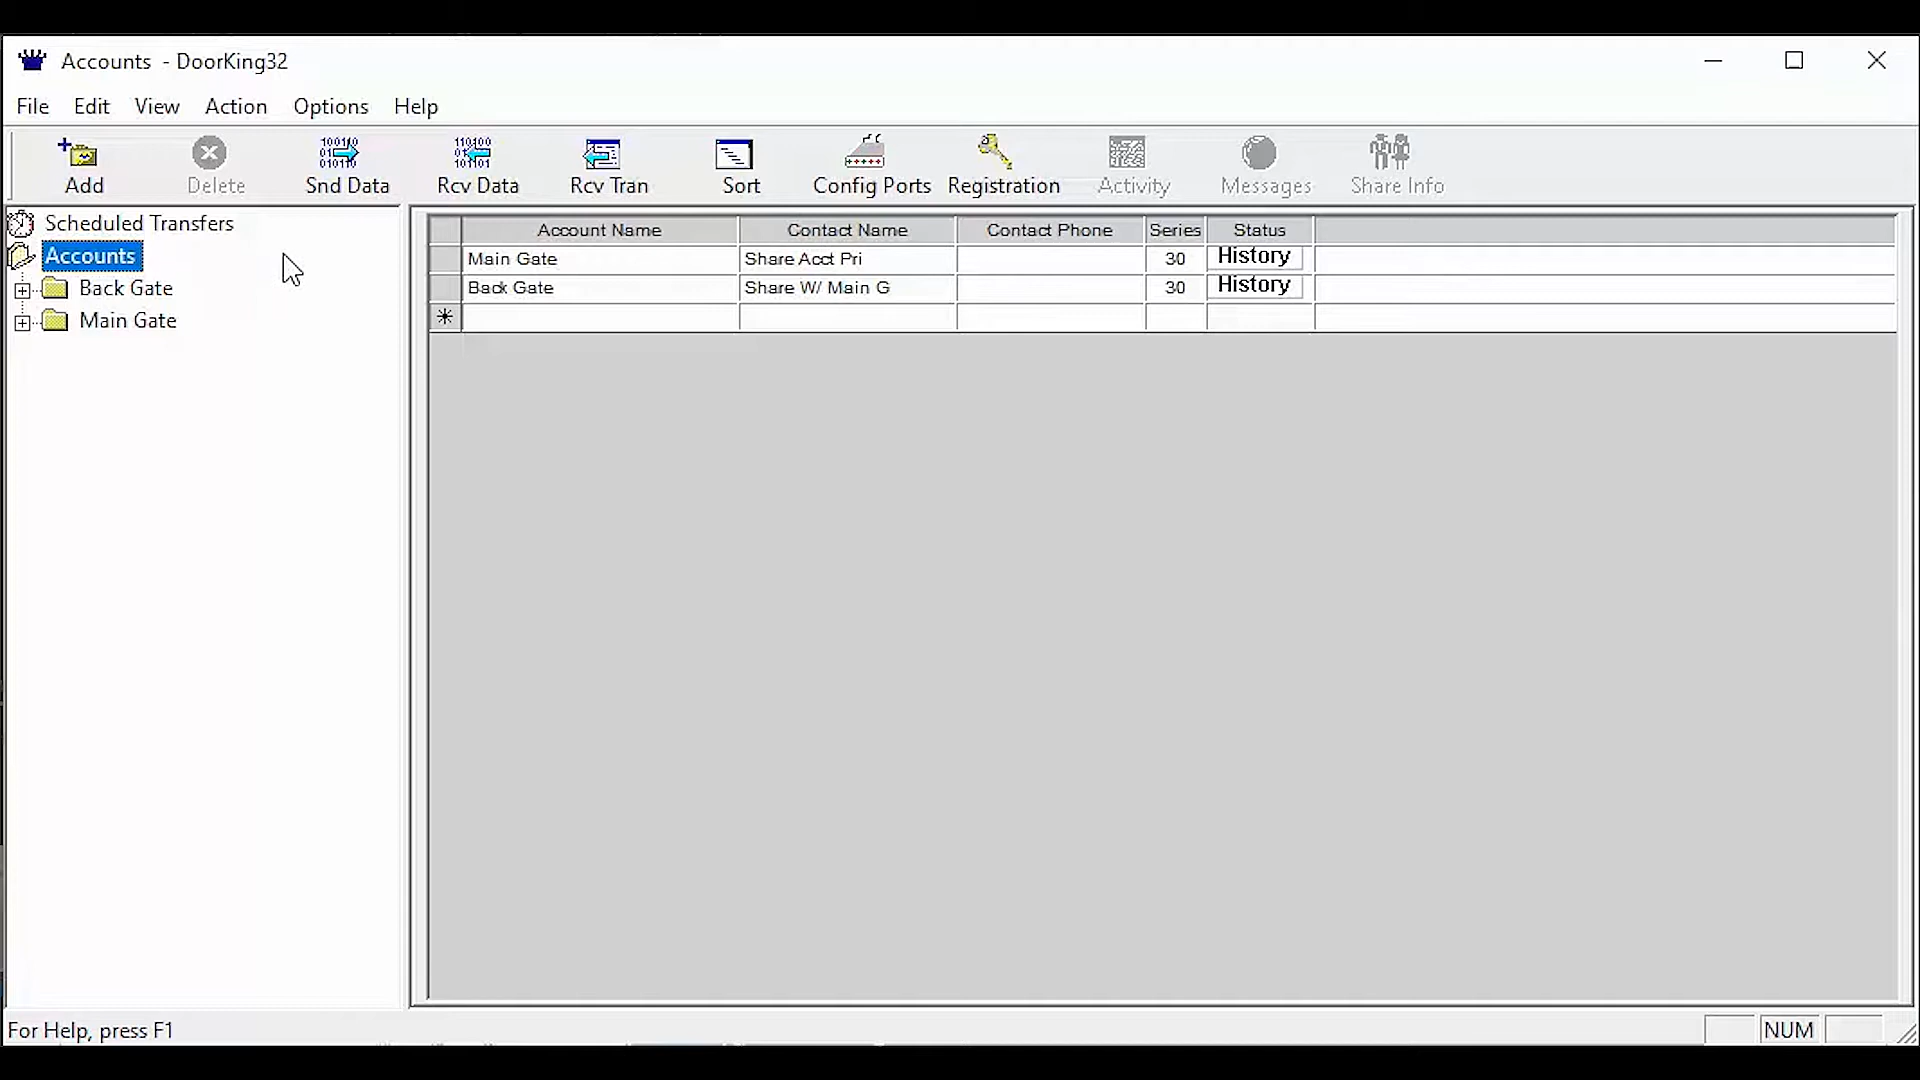 Accounts - DoorKing32
File Edit View Action Options Help
Add Delete Snd Data Rcv Data Rcv Tran Sort Config Ports Registration Activity Messages Share Info
Scheduled Transfers
Accounts
Back Gate
Main Gate
Account Name Contact Name Contact Phone Series Status
Main Gate Share Acct Pri 30 History
Back Gate Share W/ Main G 30 History
For Help, press F1
NUM